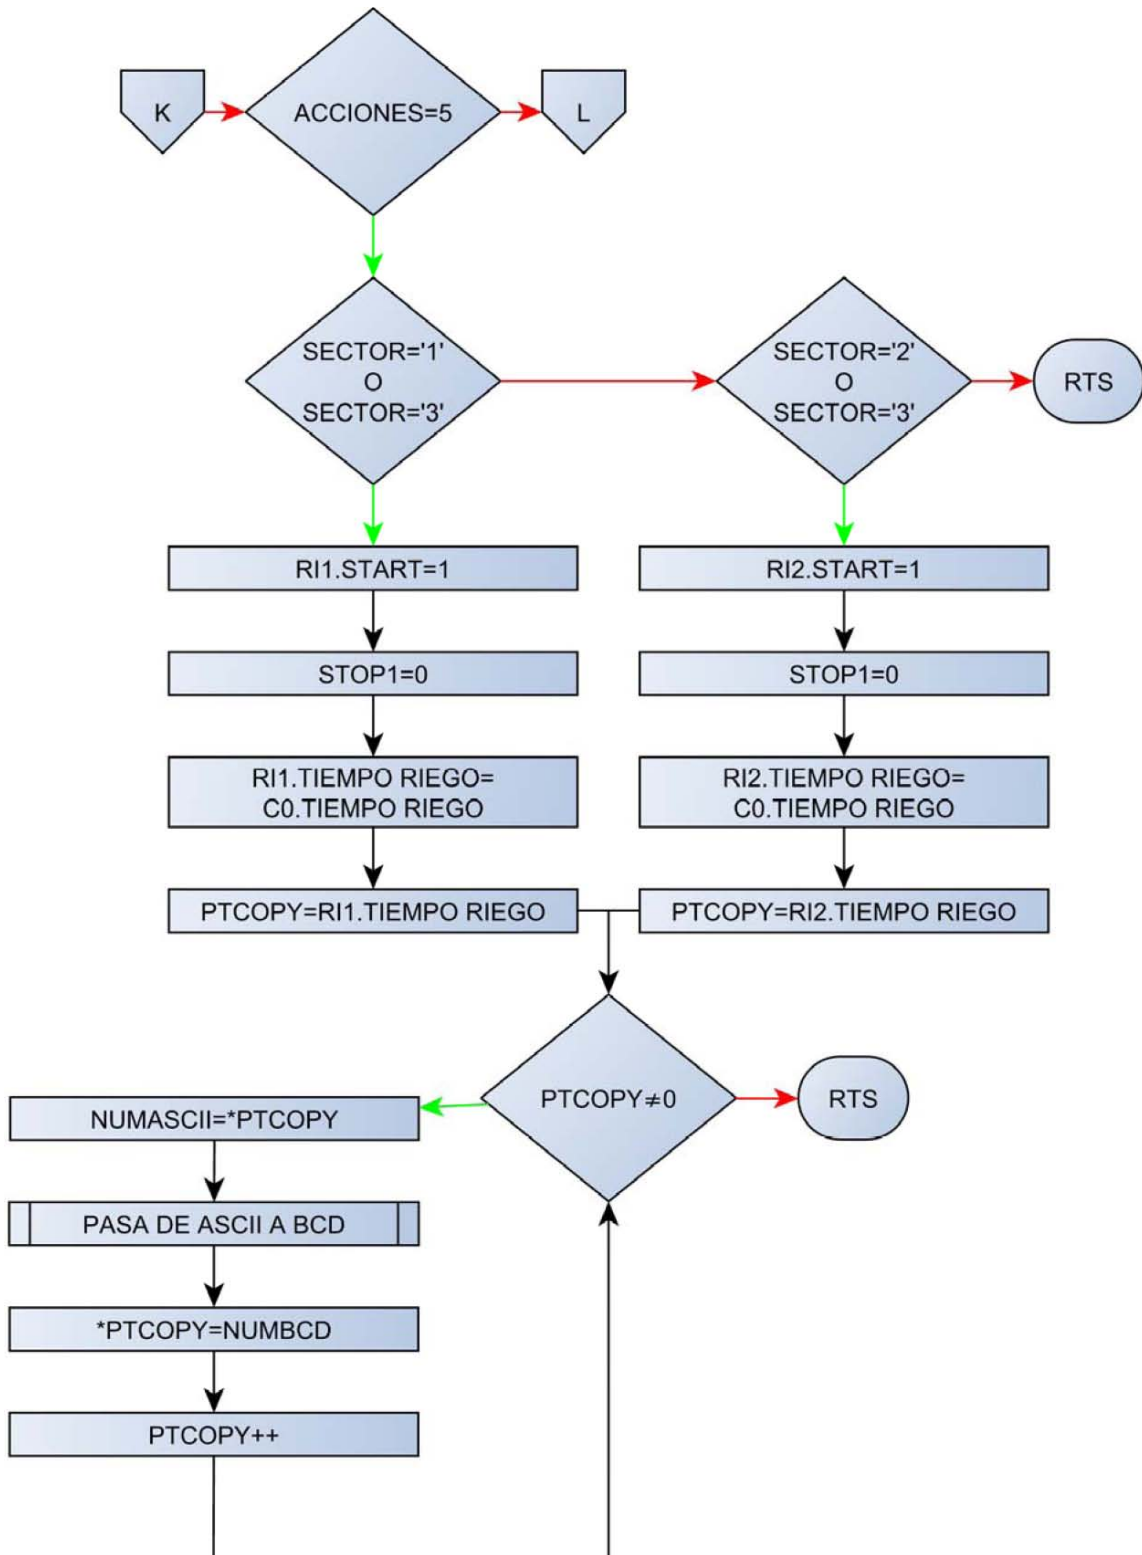 K
ACCIONES=5
L
SECTOR='1'
O
SECTOR='3'
SECTOR='2'
O
SECTOR='3'
RTS
RI1.START=1
RI2.START=1
STOP1=0
STOP1=0
RI1.TIEMPO RIEGO=
C0.TIEMPO RIEGO
RI2.TIEMPO RIEGO=
C0.TIEMPO RIEGO
PTCOPY=RI1.TIEMPO RIEGO
PTCOPY=RI2.TIEMPO RIEGO
PTCOPY≠0
RTS
NUMASCII=*PTCOPY
PASA DE ASCII A BCD
*PTCOPY=NUMBCD
PTCOPY++